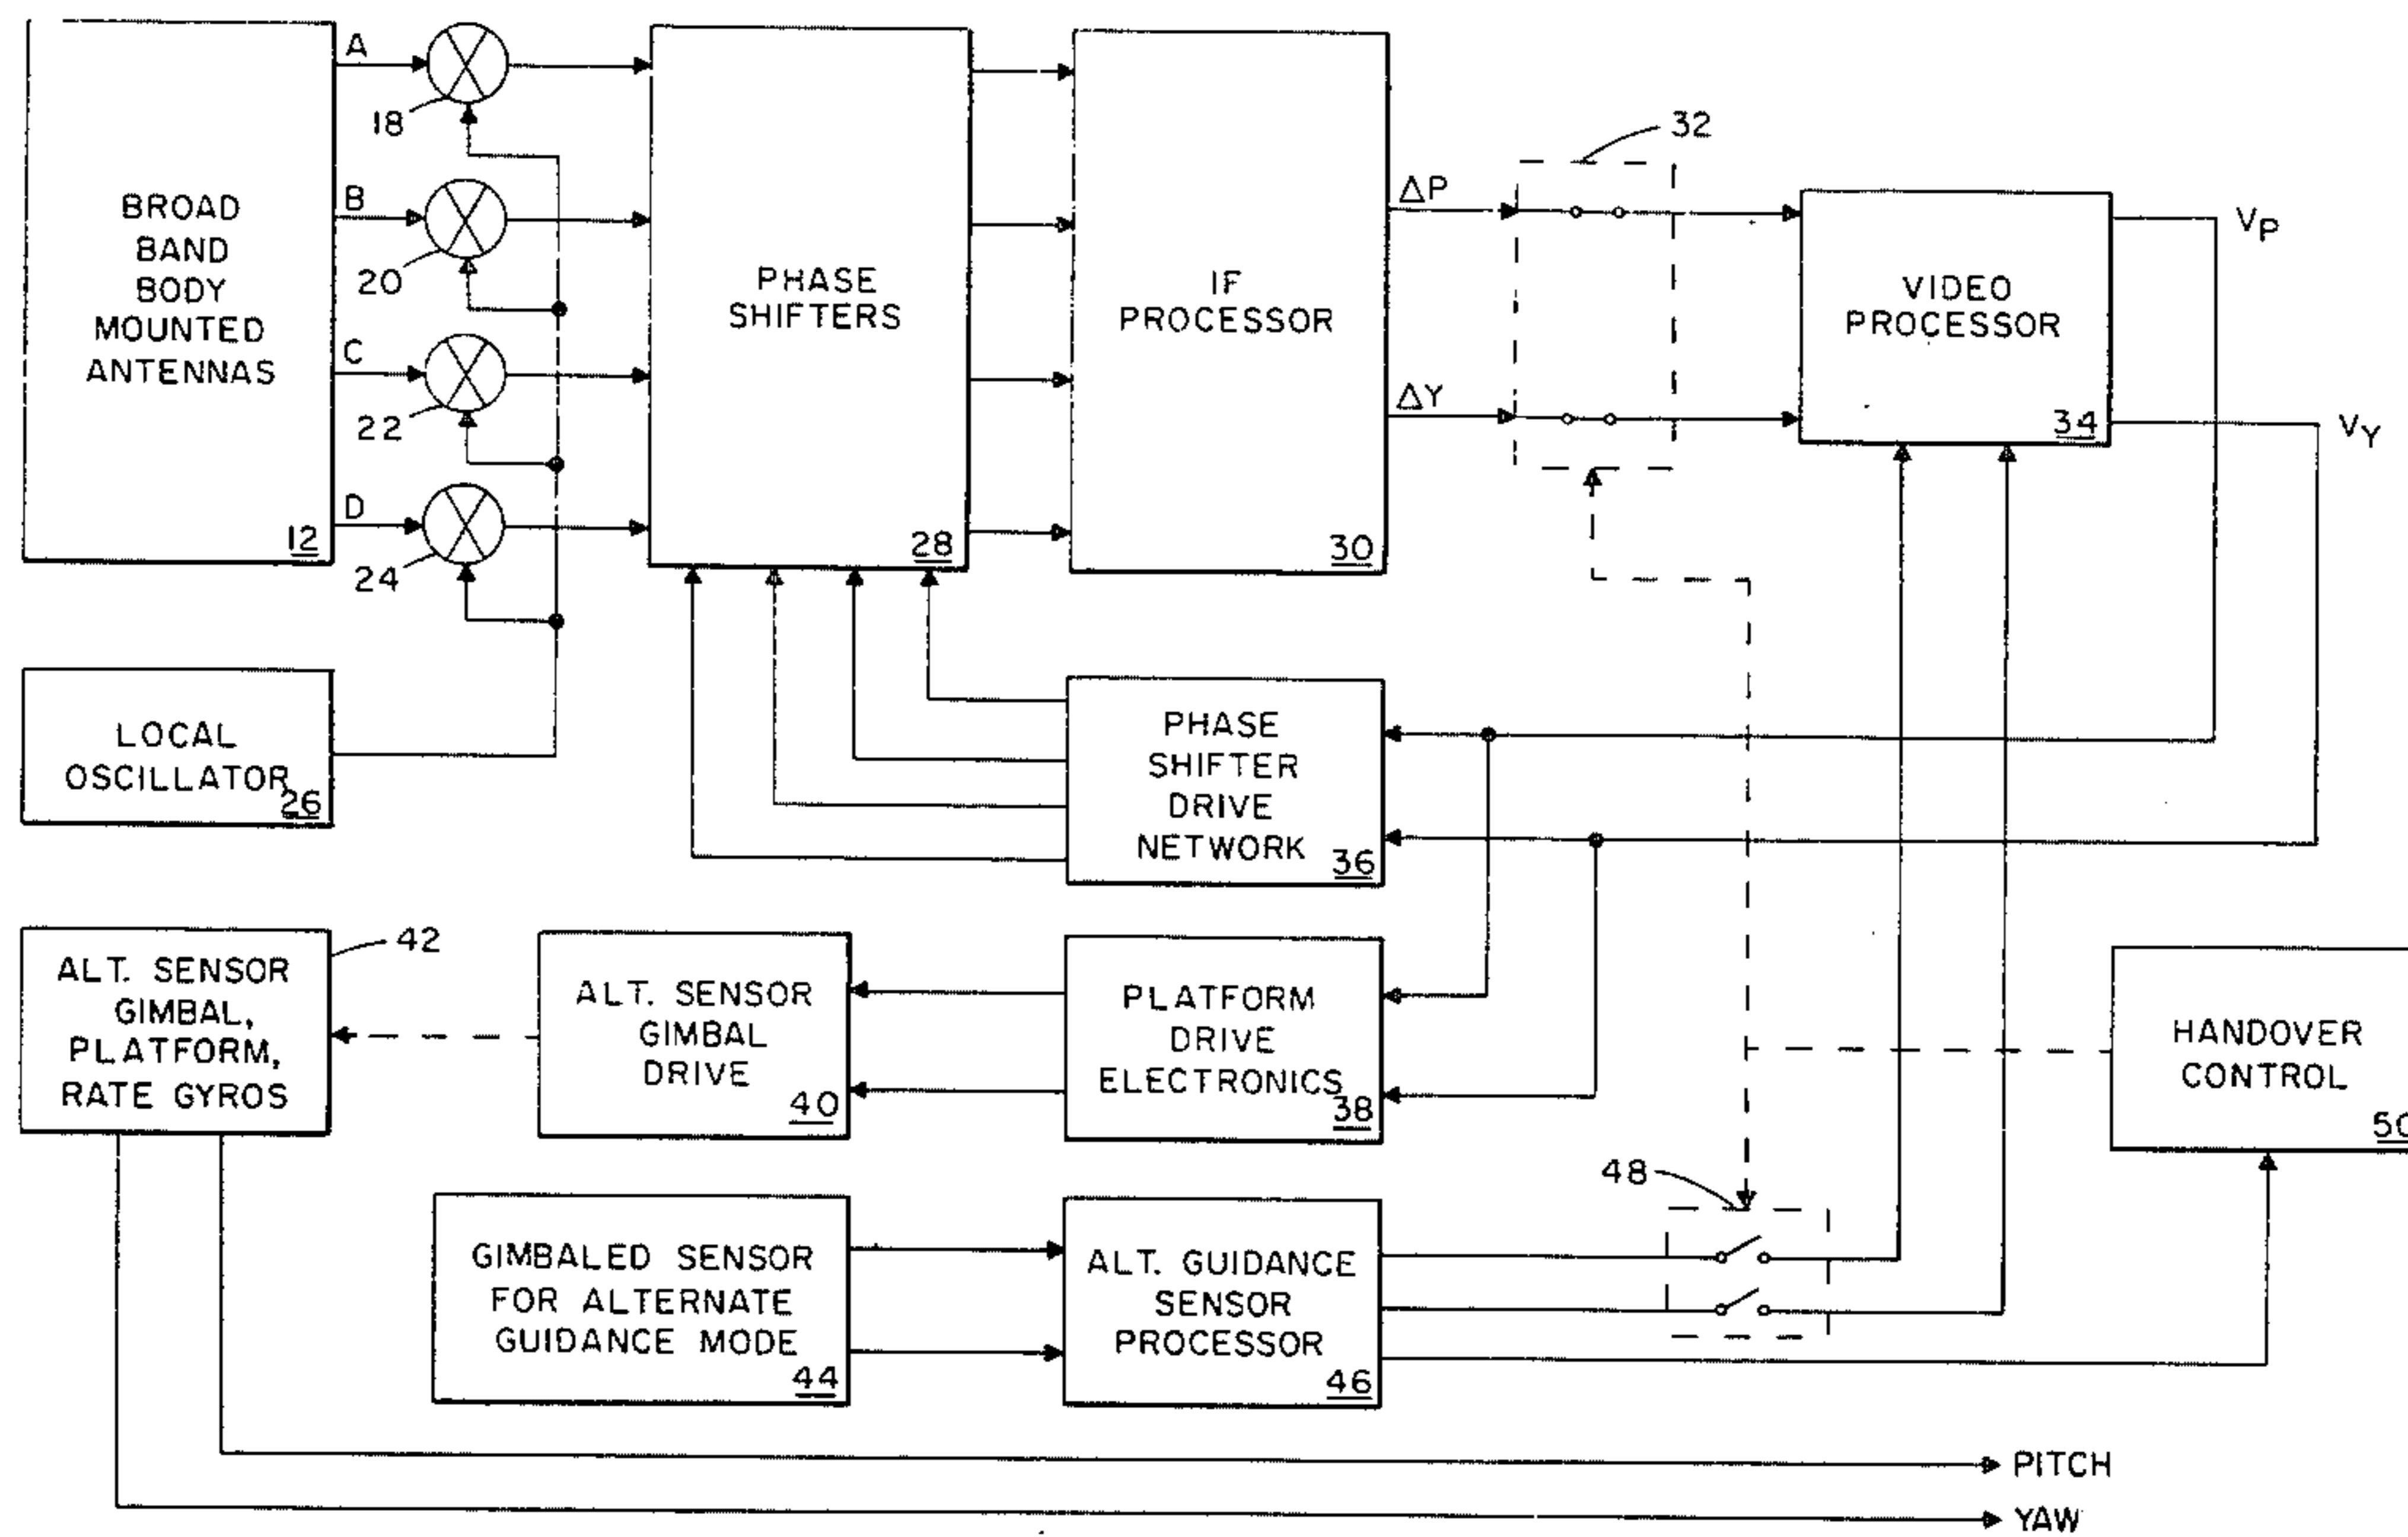 A
18
B
20
C
22
D
24
BROAD
BAND
BODY
MOUNTED
ANTENNAS
12
PHASE
SHIFTERS
28
IF
PROCESSOR
30
ΔP
ΔY
32
VIDEO
PROCESSOR
34
VP
VY
LOCAL
OSCILLATOR
26
PHASE
SHIFTER
DRIVE
NETWORK
36
42
ALT. SENSOR
GIMBAL,
PLATFORM,
RATE GYROS
ALT. SENSOR
GIMBAL
DRIVE
40
PLATFORM
DRIVE
ELECTRONICS
38
HANDOVER
CONTROL
50
48
GIMBALED SENSOR
FOR ALTERNATE
GUIDANCE MODE
44
ALT. GUIDANCE
SENSOR
PROCESSOR
46
PITCH
YAW